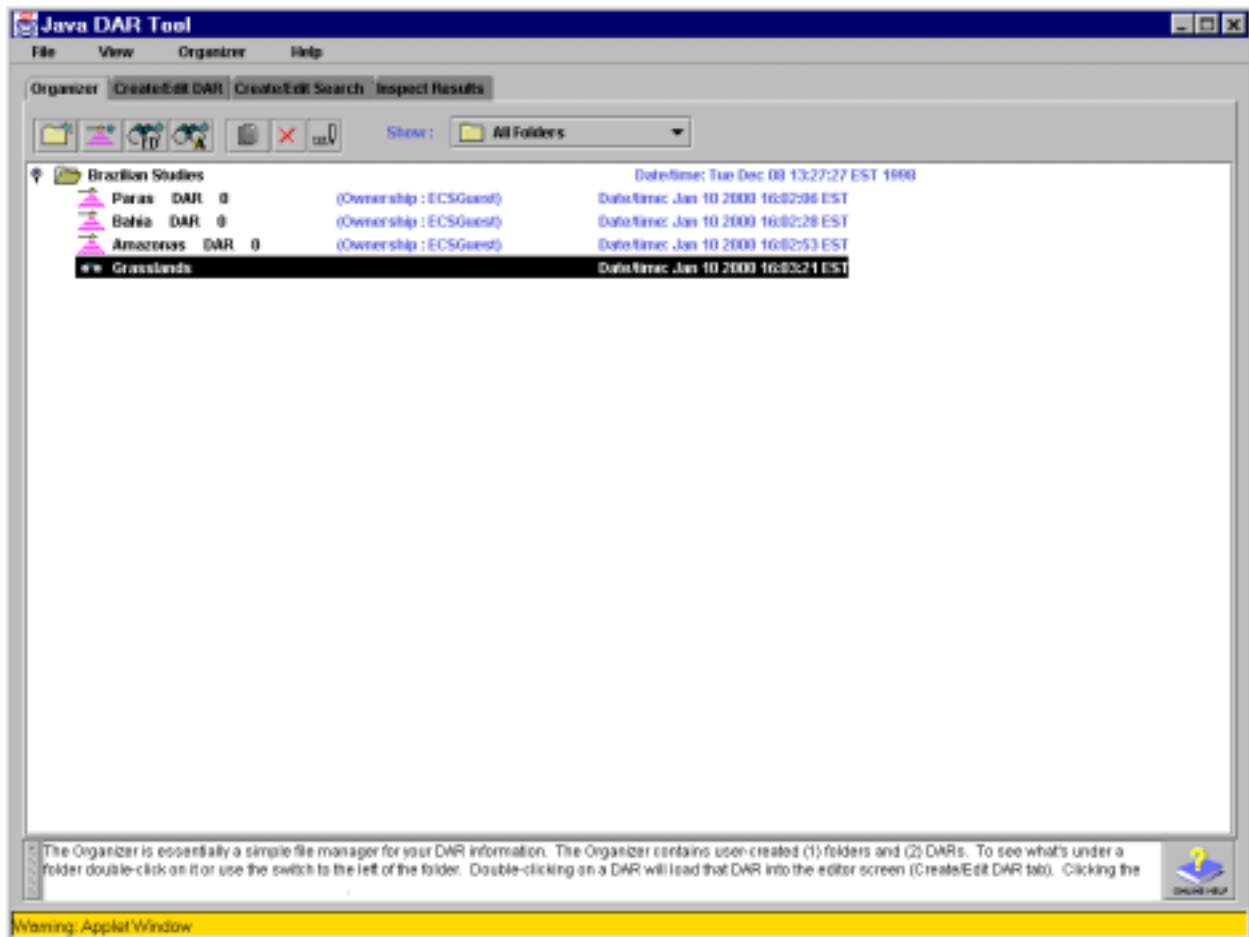 Java DAR Tool
File View Organizer Help
Organizer Create/Edit DAR Create/Edit Search Inspect Results
ID A Show: All Folders
Brazilian Studies Date/time: Tue Dec 08 13:27:27 EST 1998
Paras DAR 0 (Ownership : ECSGuest) Date/time: Jan 10 2000 16:02:06 EST
Bahia DAR 0 (Ownership : ECSGuest) Date/time: Jan 10 2000 16:02:28 EST
Amazonas DAR 0 (Ownership : ECSGuest) Date/time: Jan 10 2000 16:02:53 EST
Grasslands Date/time: Jan 10 2000 16:03:21 EST
The Organizer is essentially a simple file manager for your DAR information. The Organizer contains user-created (1) folders and (2) DARs. To see what's under a
folder double-click on it or use the switch to the left of the folder. Double-clicking on a DAR will load that DAR into the editor screen (Create/Edit DAR tab). Clicking the
ONLINE HELP
Warning: Applet Window